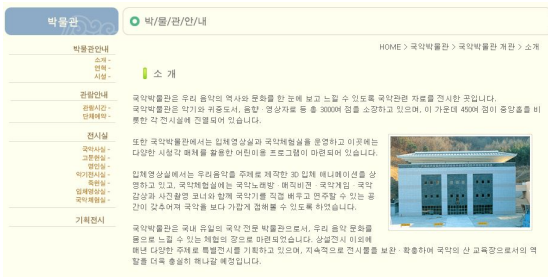 박물관
박/물/관/안/내
HOME > 국악박물관 > 국악박물관 개관 > 소개
박물관안내
소개
연혁
시설
관람안내
관람시간
단체예약
전시실
국악사실
고문헌실
명인실
악기전시실
죽헌실
입체영상실
국악체험실
기획전시
소 개
국악박물관은 우리 음악의 역사와 문화를 한 눈에 보고 느낄 수 있도록 국악관련 자료를 전시한 곳입니다.
국악박물관은 악기와 귀중도서, 음향ㆍ영상자료 등 총 3000여 점을 소장하고 있으며, 이 가운데 450여 점이 중앙홀을 비
롯한 각 전시실에 진열되어 있습니다.
또한 국악박물관에서는 입체영상실과 국악체험실을 운영하고 이곳에는
다양한 시청각 매체를 활용한 어린이용 프로그램이 마련되어 있습니다.
입체영상실에서는 우리음악을 주제로 제작한 3D 입체 애니메이션을 상
영하고 있고, 국악체험실에는 국악노래방ㆍ매직비젼ㆍ국악게임ㆍ국악
감상과 사진촬영 코너와 함께 국악기를 직접 배우고 연주할 수 있는 공
간이 갖추어져 국악을 보다 가깝게 접해볼 수 있도록 하였습니다.
국악박물관은 국내 유일의 국악 전문 박물관으로서, 우리 음악 문화를
몸으로 느낄 수 있는 체험의 장으로 마련되었습니다. 상설전시 이외에
매년 다양한 주제로 특별전시를 기획하고 있으며, 지속적으로 전시물을 보완ㆍ확충하여 국악의 산 교육장으로서의 역
할을 더욱 충실히 해나갈 예정입니다.